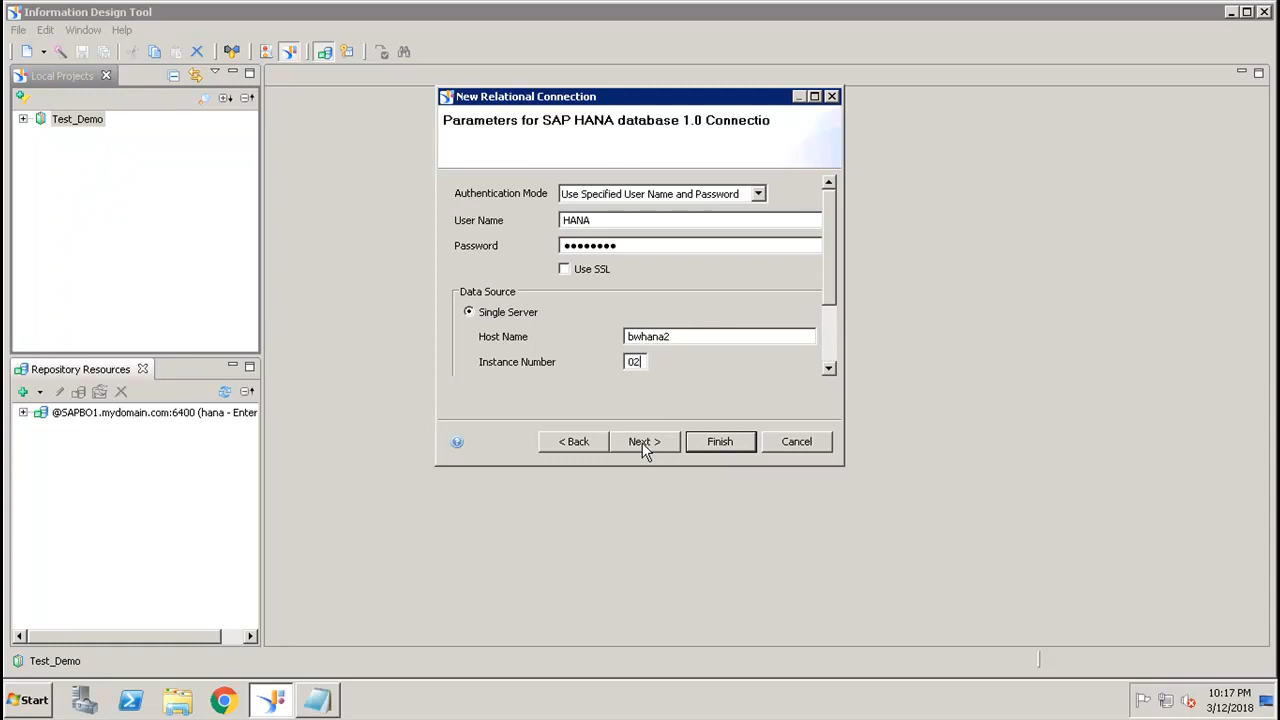 Information Design Tool
File Edit Window Help
Local Projects
Test_Demo
New Relational Connection
Parameters for SAP HANA database 1.0 Connectio
Authentication Mode Use Specified User Name and Password
User Name HANA
Password ●●●●●●●●
Use SSL
Data Source
Single Server
Host Name bwhana2
Instance Number 02
< Back Next > Finish Cancel
Repository Resources
@SAPBO1.mydomain.com:6400 (hana - Enter
Test_Demo
Start
10:17 PM
3/12/2018